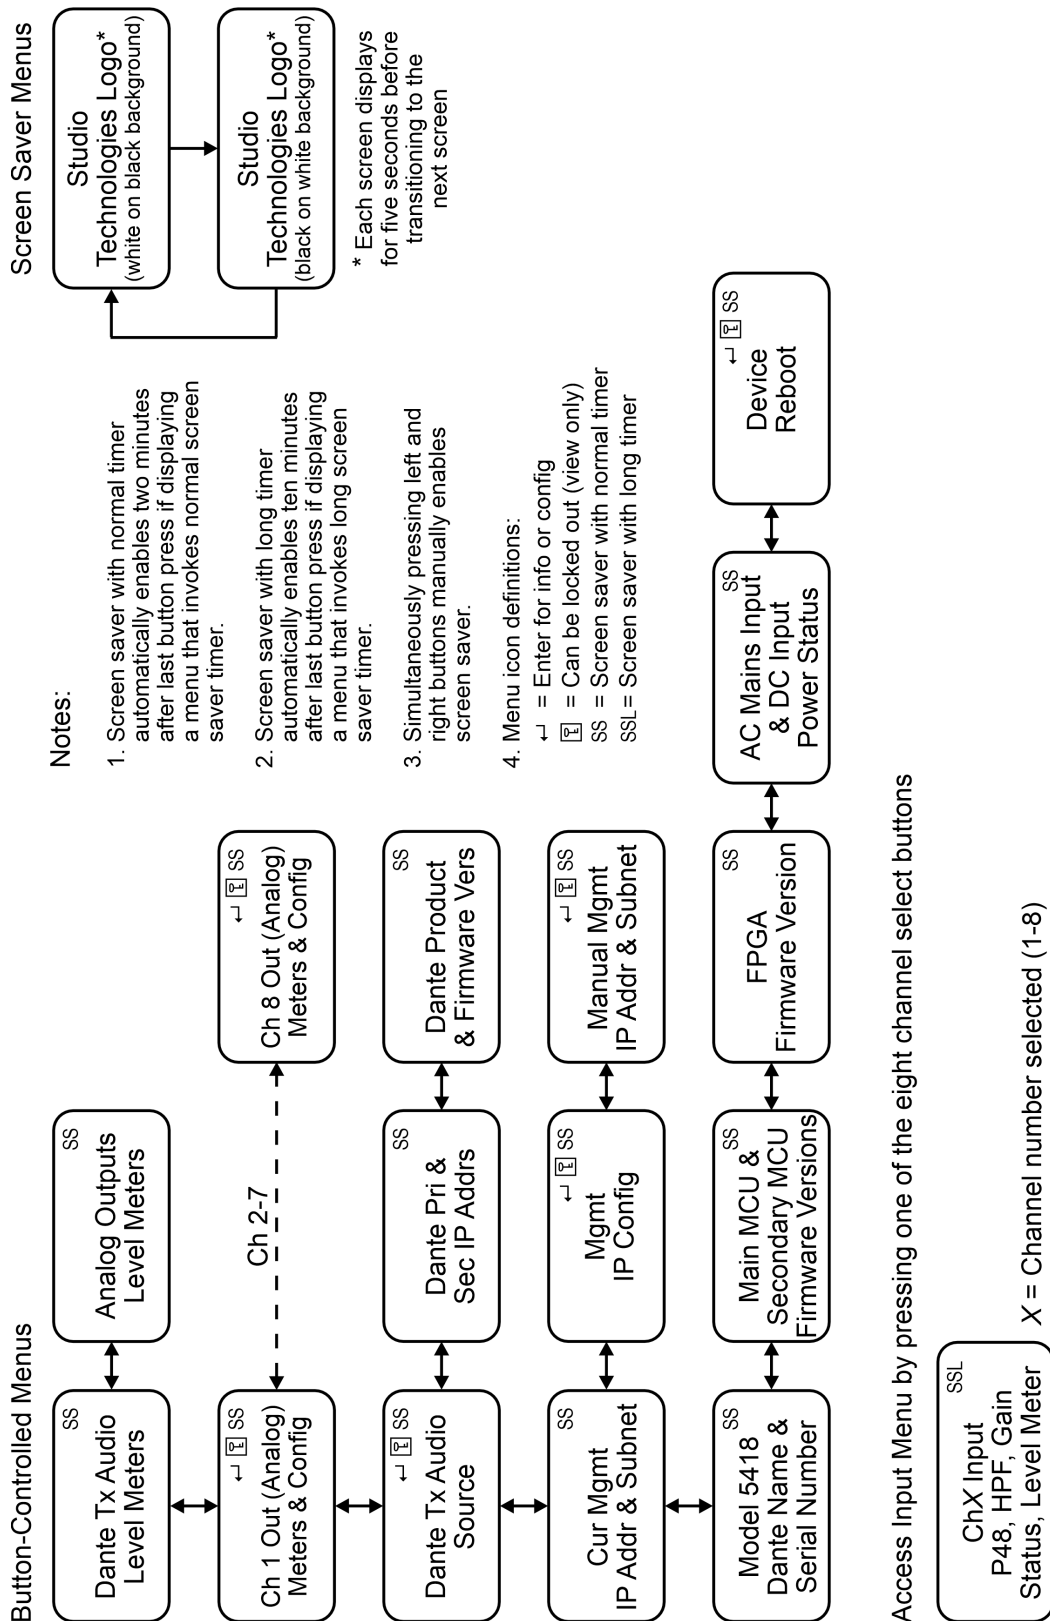 Button-Controlled Menus
Dante Tx Audio
Level Meters
SS
Analog Outputs
Level Meters
SS
Ch 1 Out (Analog)
Meters & Config
↵ SS
Ch 2-7
Ch 8 Out (Analog)
Meters & Config
↵ SS
Dante Tx Audio
Source
↵ SS
Dante Pri &
Sec IP Addrs
SS
Dante Product
& Firmware Vers
SS
Cur Mgmt
IP Addr & Subnet
SS
Mgmt
IP Config
↵ SS
Manual Mgmt
IP Addr & Subnet
↵ SS
Model 5418
Dante Name &
Serial Number
SS
Main MCU &
Secondary MCU
Firmware Versions
SS
FPGA
Firmware Version
SS
AC Mains Input
& DC Input
Power Status
SS
Device
Reboot
↵ SS
Notes:
1. Screen saver with normal timer
automatically enables two minutes
after last button press if displaying
a menu that invokes normal screen
saver timer.
2. Screen saver with long timer
automatically enables ten minutes
after last button press if displaying
a menu that invokes long screen
saver timer.
3. Simultaneously pressing left and
right buttons manually enables
screen saver.
4. Menu icon definitions:
↵ = Enter for info or config
= Can be locked out (view only)
SS = Screen saver with normal timer
SSL = Screen saver with long timer
Screen Saver Menus
Studio
Technologies Logo*
(white on black background)
Studio
Technologies Logo*
(black on white background)
* Each screen displays
for five seconds before
transitioning to the
next screen
Access Input Menu by pressing one of the eight channel select buttons
ChX Input
P48, HPF, Gain
Status, Level Meter
SSL
X = Channel number selected (1-8)